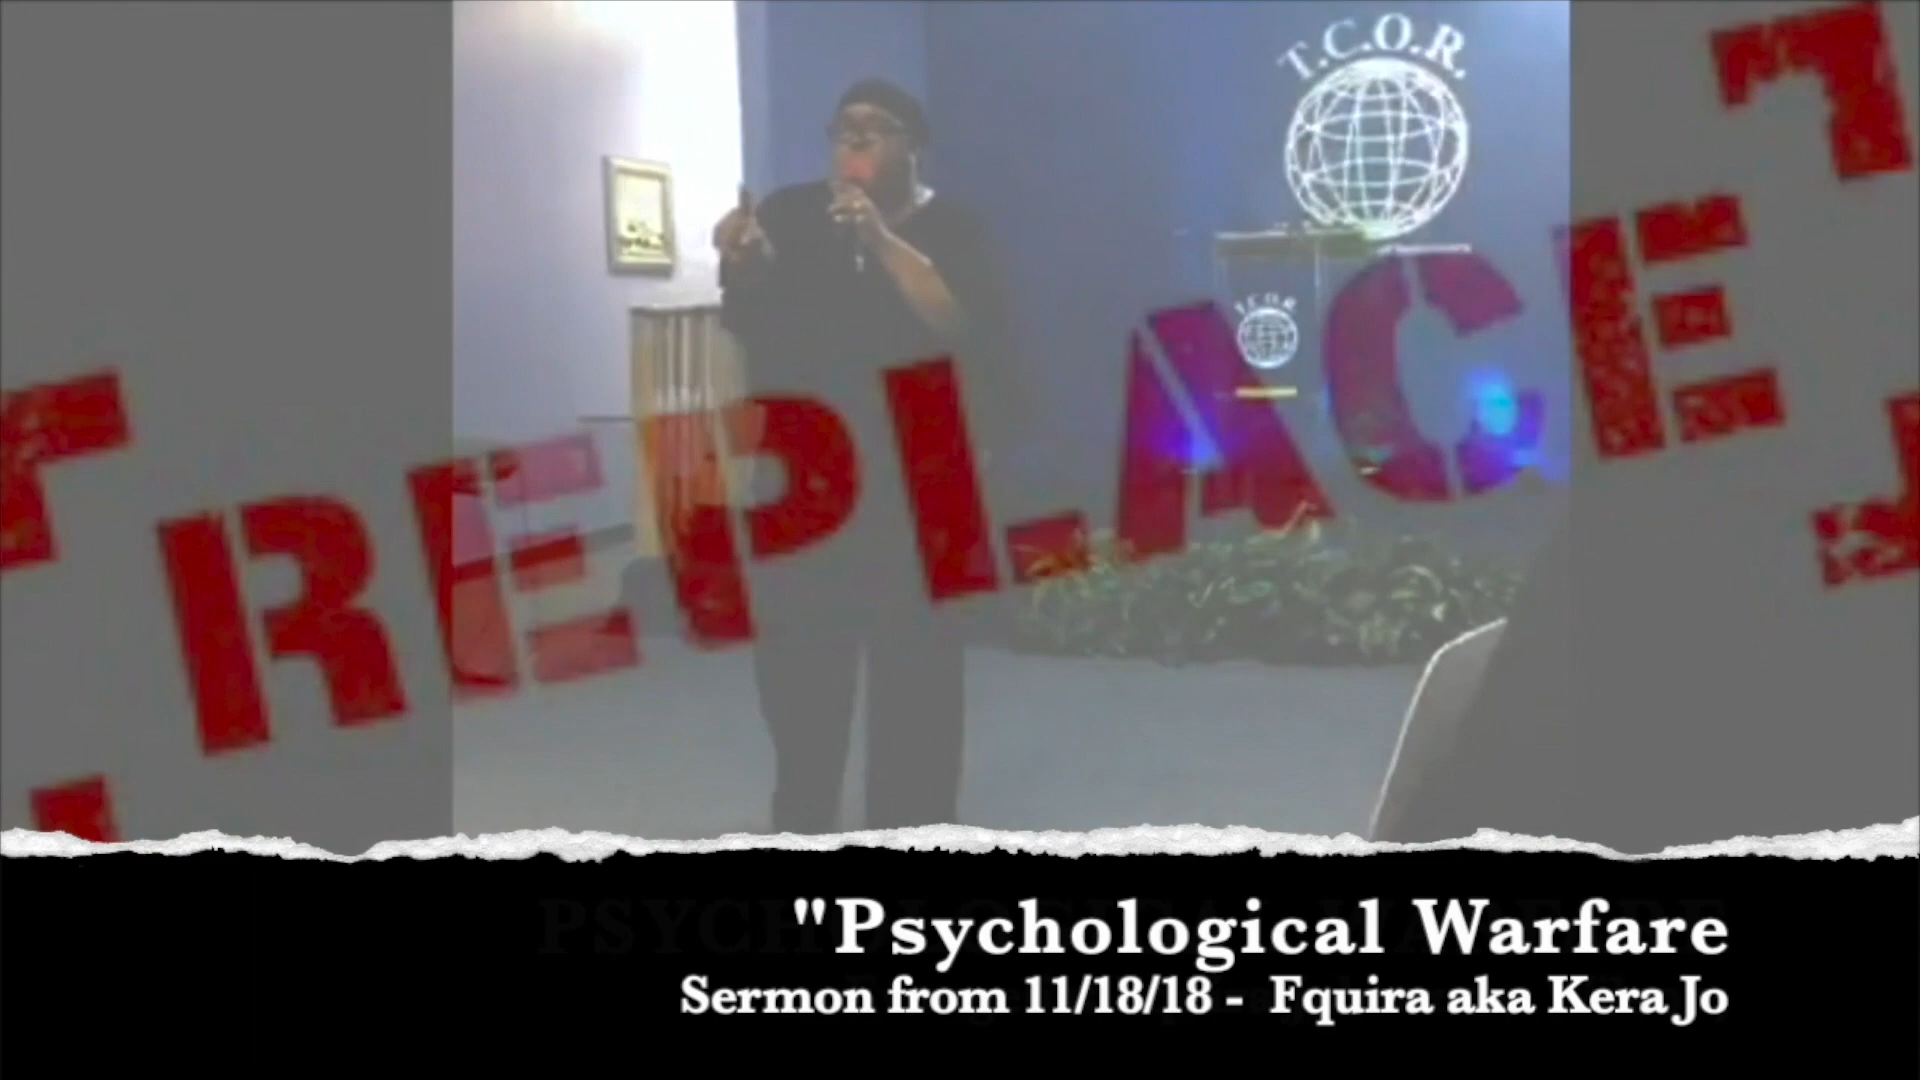 T.C.O.R.
T.C.O.R
REPLACE
"Psychological Warfare
Sermon from 11/18/18 - Fquira aka Kera Jo